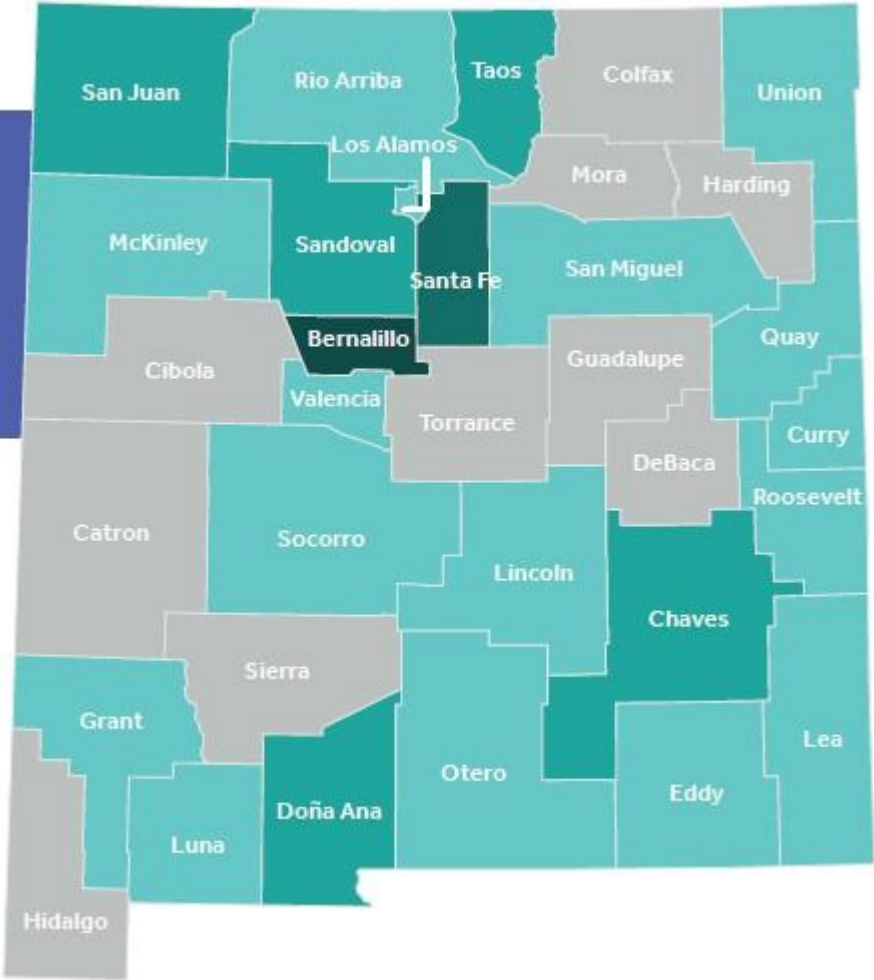 San Juan
Rio Arriba
Taos
Colfax
Union
Los Alamos
Mora
Harding
McKinley
Sandoval
Santa Fe
San Miguel
Bernalillo
Quay
Cibola
Guadalupe
Valencia
Torrance
Curry
DeBaca
Roosevelt
Catron
Socorro
Lincoln
Chaves
Sierra
Grant
Otero
Lea
Eddy
Doña Ana
Luna
Hidalgo